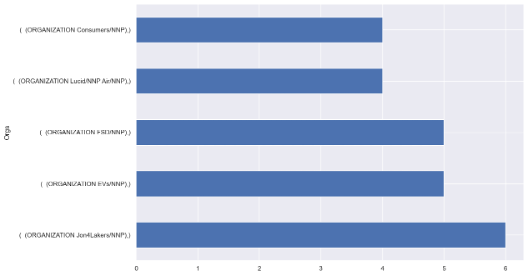 ( (ORGANIZATION Consumers/NNP),)
( (ORGANIZATION Lucid/NNP Air/NNP),)
( (ORGANIZATION FSD/NNP),)
( (ORGANIZATION EVs/NNP),)
( (ORGANIZATION Jon4Lakers/NNP),)
Orgs
0 1 2 3 4 5 6